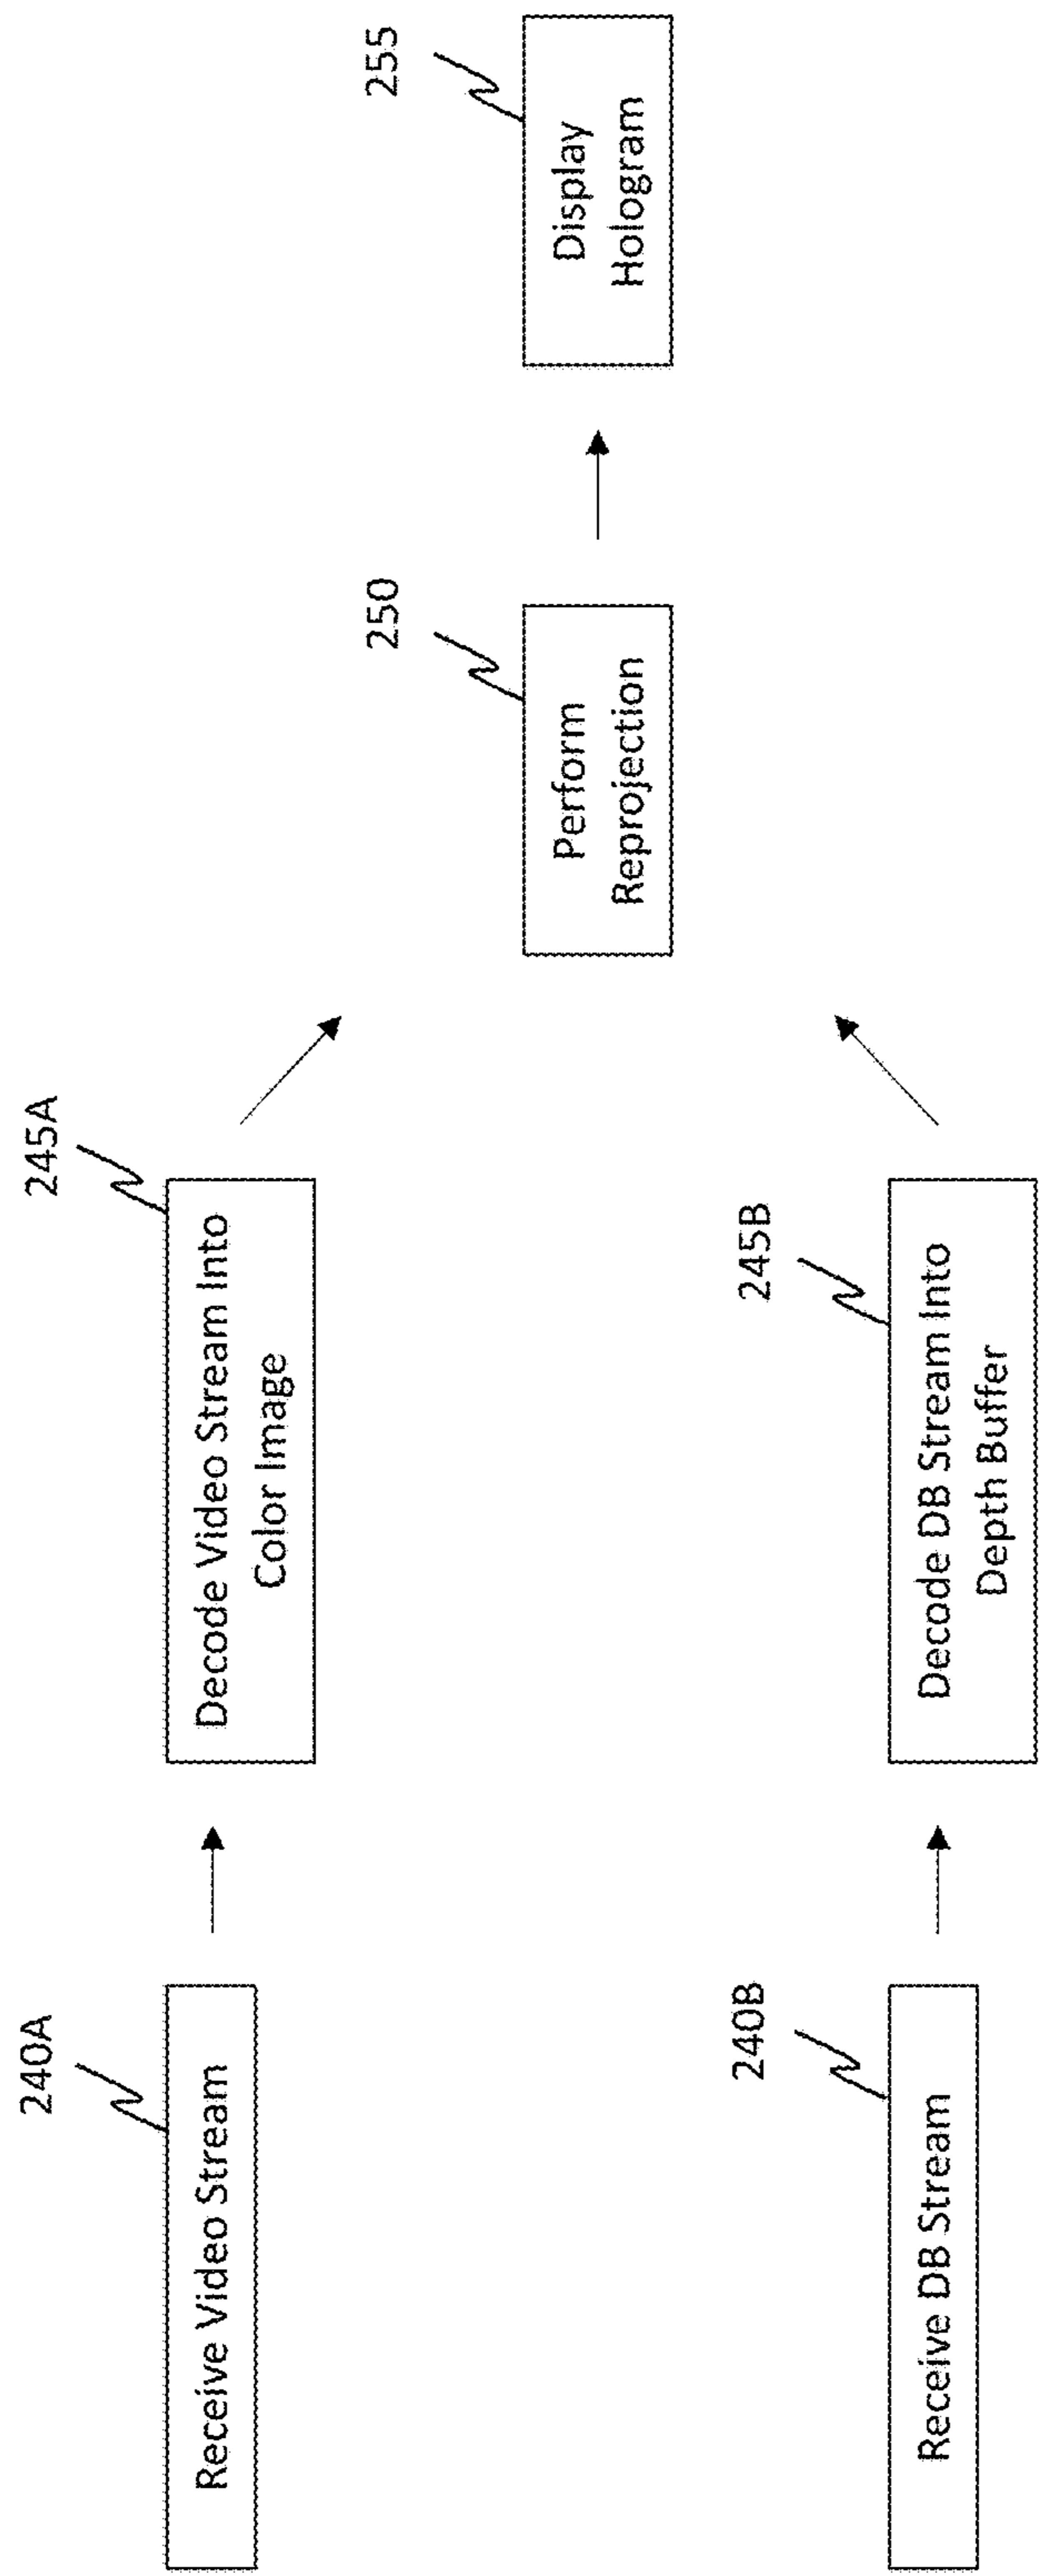 240A
Receive Video Stream
245A
Decode Video Stream Into
Color Image
240B
Receive DB Stream
245B
Decode DB Stream Into
Depth Buffer
250
Perform
Reprojection
255
Display
Hologram